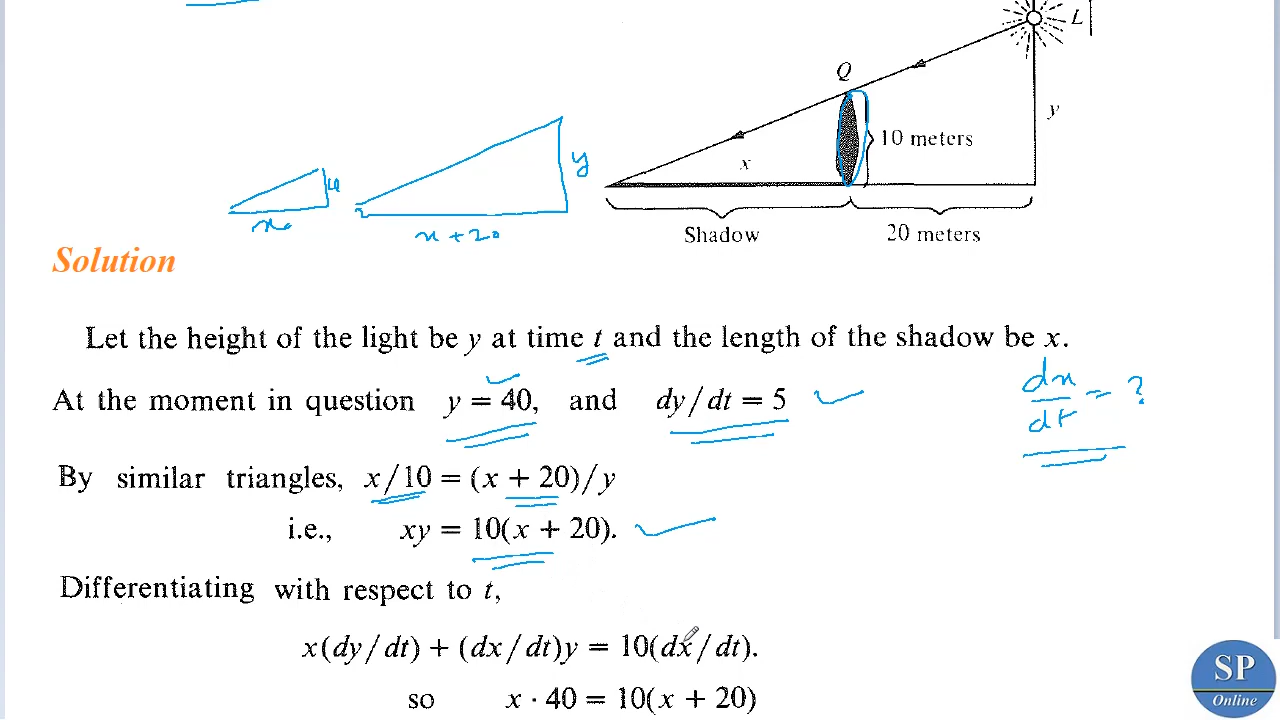 L
Q
y
10 meters
x
y
x
x + 20
Shadow
20 meters
Solution
Let the height of the light be y at time t and the length of the shadow be x.
dx/dt = ?
At the moment in question y = 40, and dy/dt = 5
By similar triangles, x/10 = (x + 20)/y
i.e., xy = 10(x + 20).
Differentiating with respect to t,
x(dy/dt) + (dx/dt)y = 10(dx/dt).
so x · 40 = 10(x + 20)
SP
Online